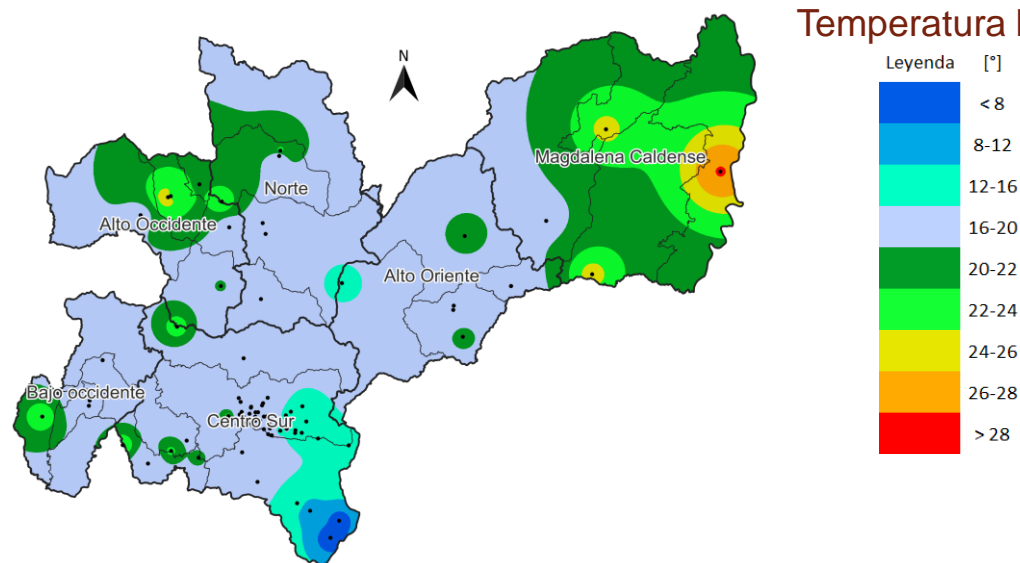 Temperatura
Leyenda [°]
< 8
8-12
12-16
16-20
20-22
22-24
24-26
26-28
> 28
N
Magdalena Caldense
Norte
Alto Occidente
Alto Oriente
Bajo occidente
Centro Sur